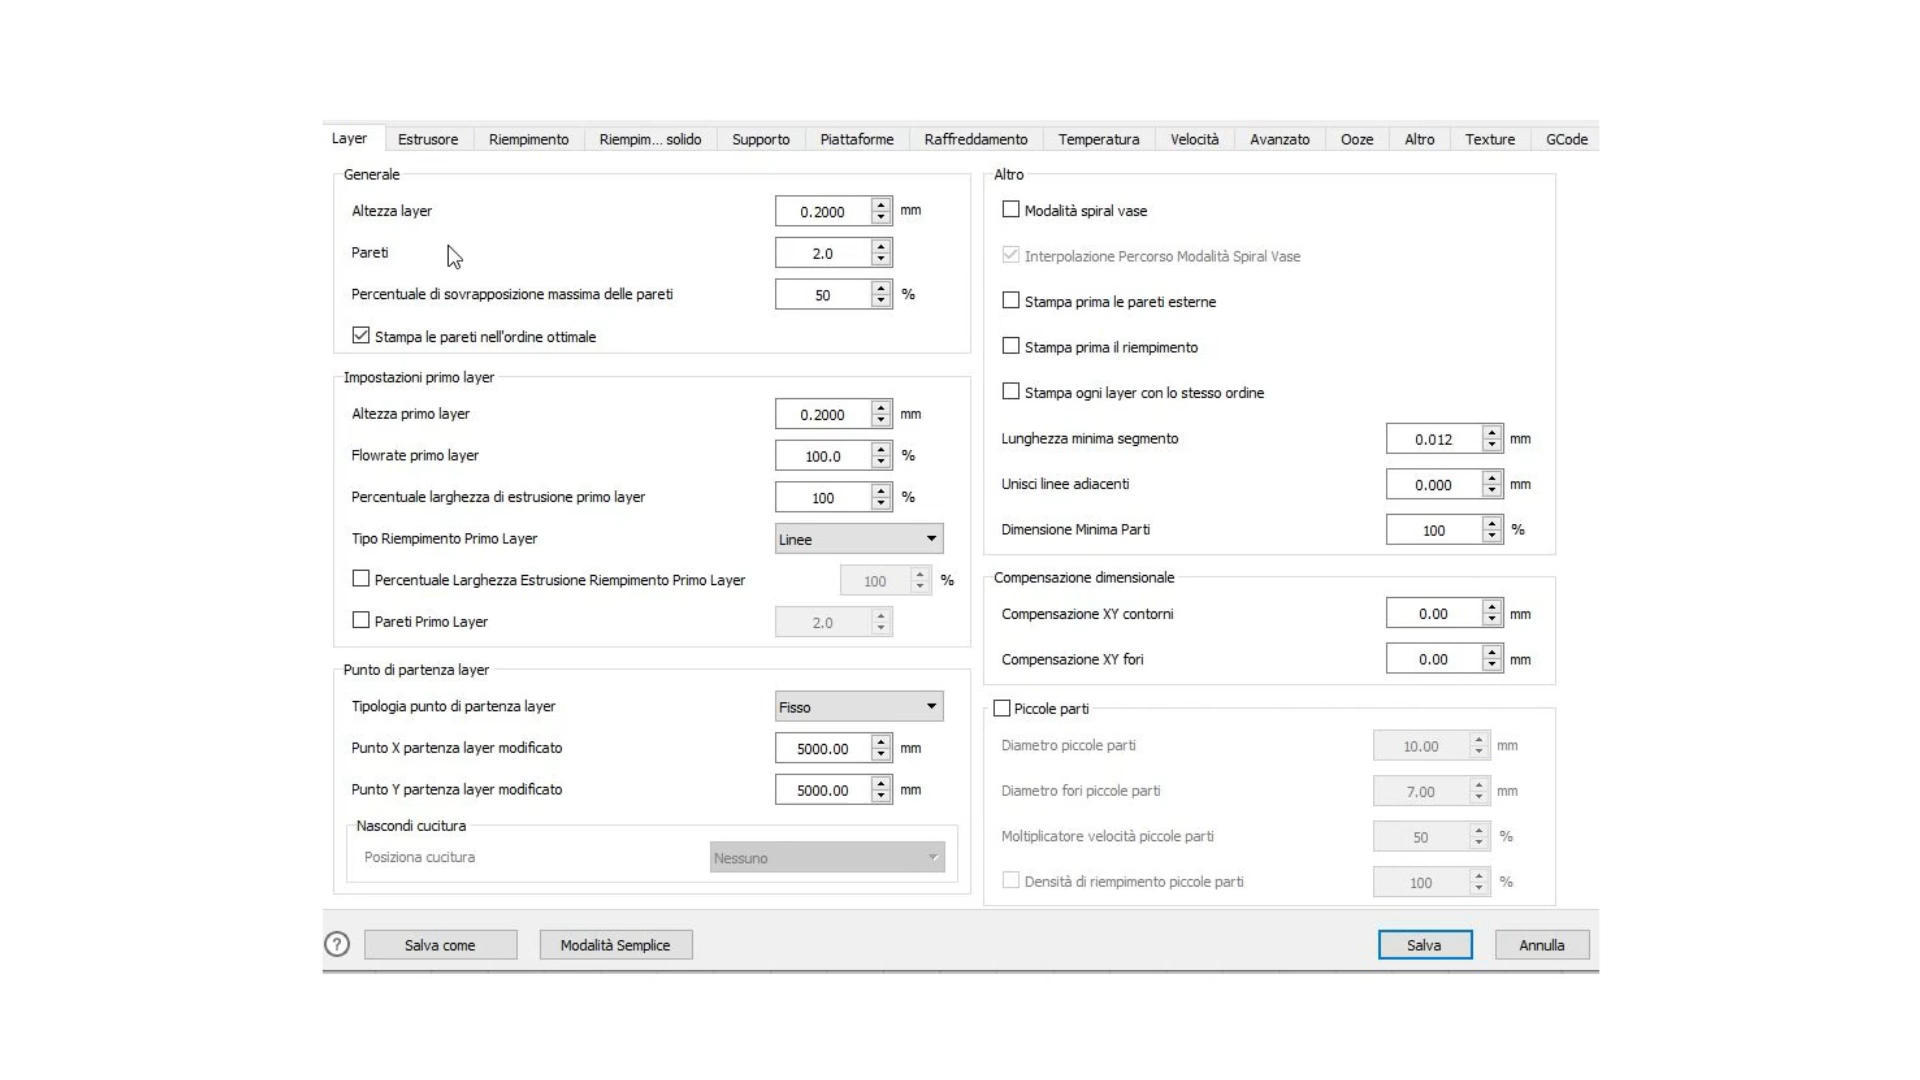 Layer Estrusore Riempimento Riempim... solido Supporto Piattaforme Raffreddamento Temperatura Velocità Avanzato Ooze Altro Texture GCode
Generale
Altezza layer 0.2000 mm
Pareti 2.0
Percentuale di sovrapposizione massima delle pareti 50 %
Stampa le pareti nell'ordine ottimale
Impostazioni primo layer
Altezza primo layer 0.2000 mm
Flowrate primo layer 100.0 %
Percentuale larghezza di estrusione primo layer 100 %
Tipo Riempimento Primo Layer Linee
Percentuale Larghezza Estrusione Riempimento Primo Layer 100 %
Pareti Primo Layer 2.0
Punto di partenza layer
Tipologia punto di partenza layer Fisso
Punto X partenza layer modificato 5000.00 mm
Punto Y partenza layer modificato 5000.00 mm
Nascondi cucitura
Posiziona cucitura Nessuno
Altro
Modalità spiral vase
Interpolazione Percorso Modalità Spiral Vase
Stampa prima le pareti esterne
Stampa prima il riempimento
Stampa ogni layer con lo stesso ordine
Lunghezza minima segmento 0.012 mm
Unisci linee adiacenti 0.000 mm
Dimensione Minima Parti 100 %
Compensazione dimensionale
Compensazione XY contorni 0.00 mm
Compensazione XY fori 0.00 mm
Piccole parti
Diametro piccole parti 10.00 mm
Diametro fori piccole parti 7.00 mm
Moltiplicatore velocità piccole parti 50 %
Densità di riempimento piccole parti 100 %
? Salva come Modalità Semplice Salva Annulla